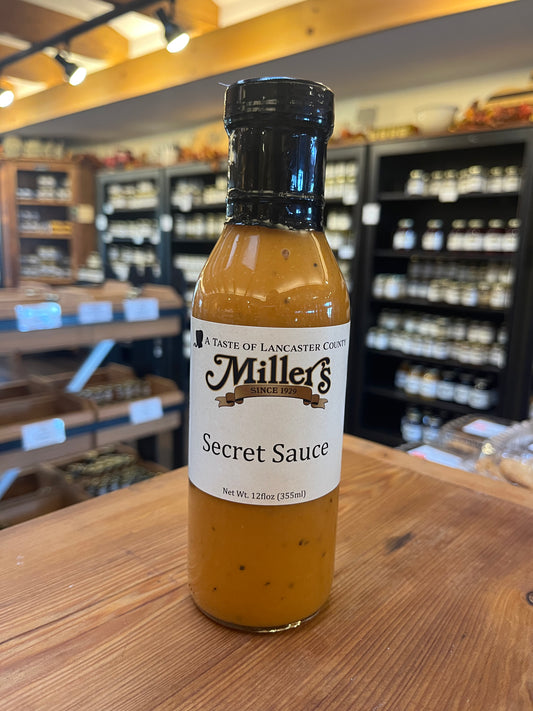 A Taste of Lancaster County
Miller's
SINCE 1929
Secret Sauce
Net Wt. 12floz (355ml)